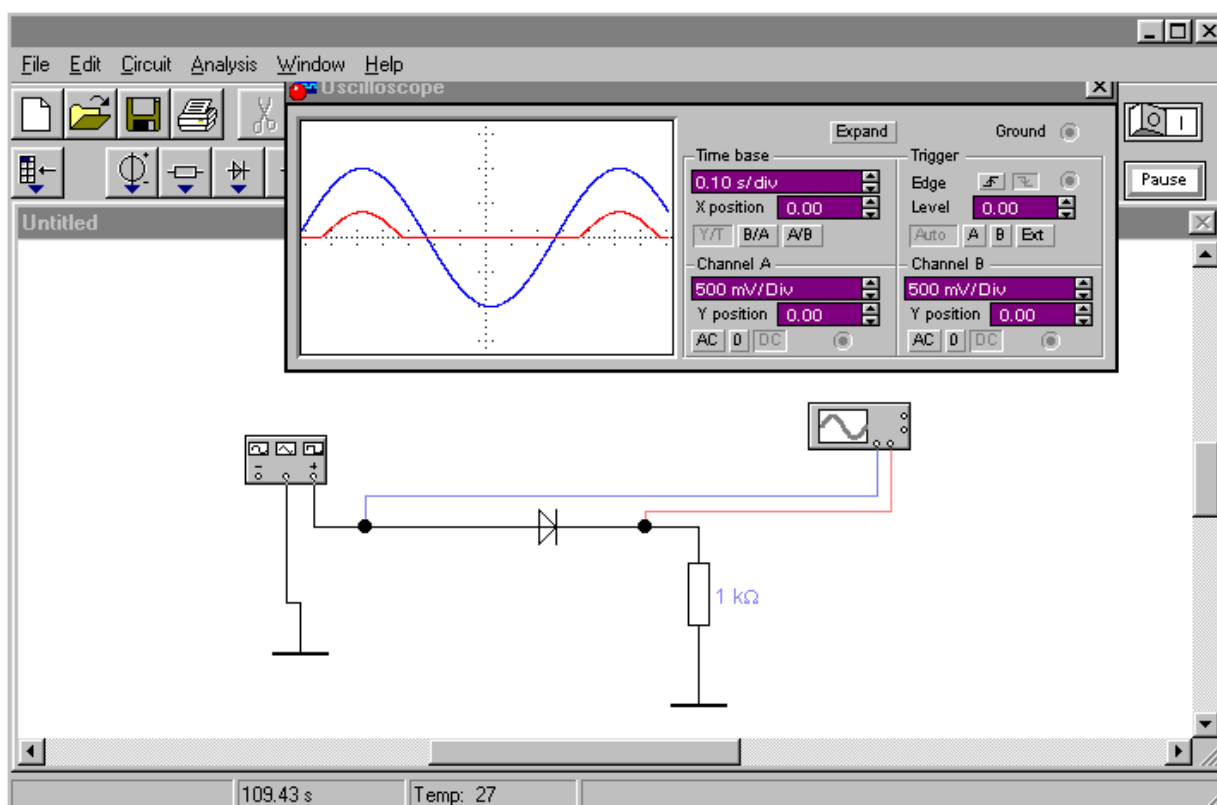 File Edit Circuit Analysis Window Help
Oscilloscope
Expand Ground
Time base Trigger
0.10 s/div Edge
X position 0.00 Level 0.00
Y/T B/A A/B Auto A B Ext
Channel A Channel B
500 mV/Div 500 mV/Div
Y position 0.00 Y position 0.00
AC 0 DC AC 0 DC
Pause
Untitled
1 kΩ
109.43 s Temp: 27